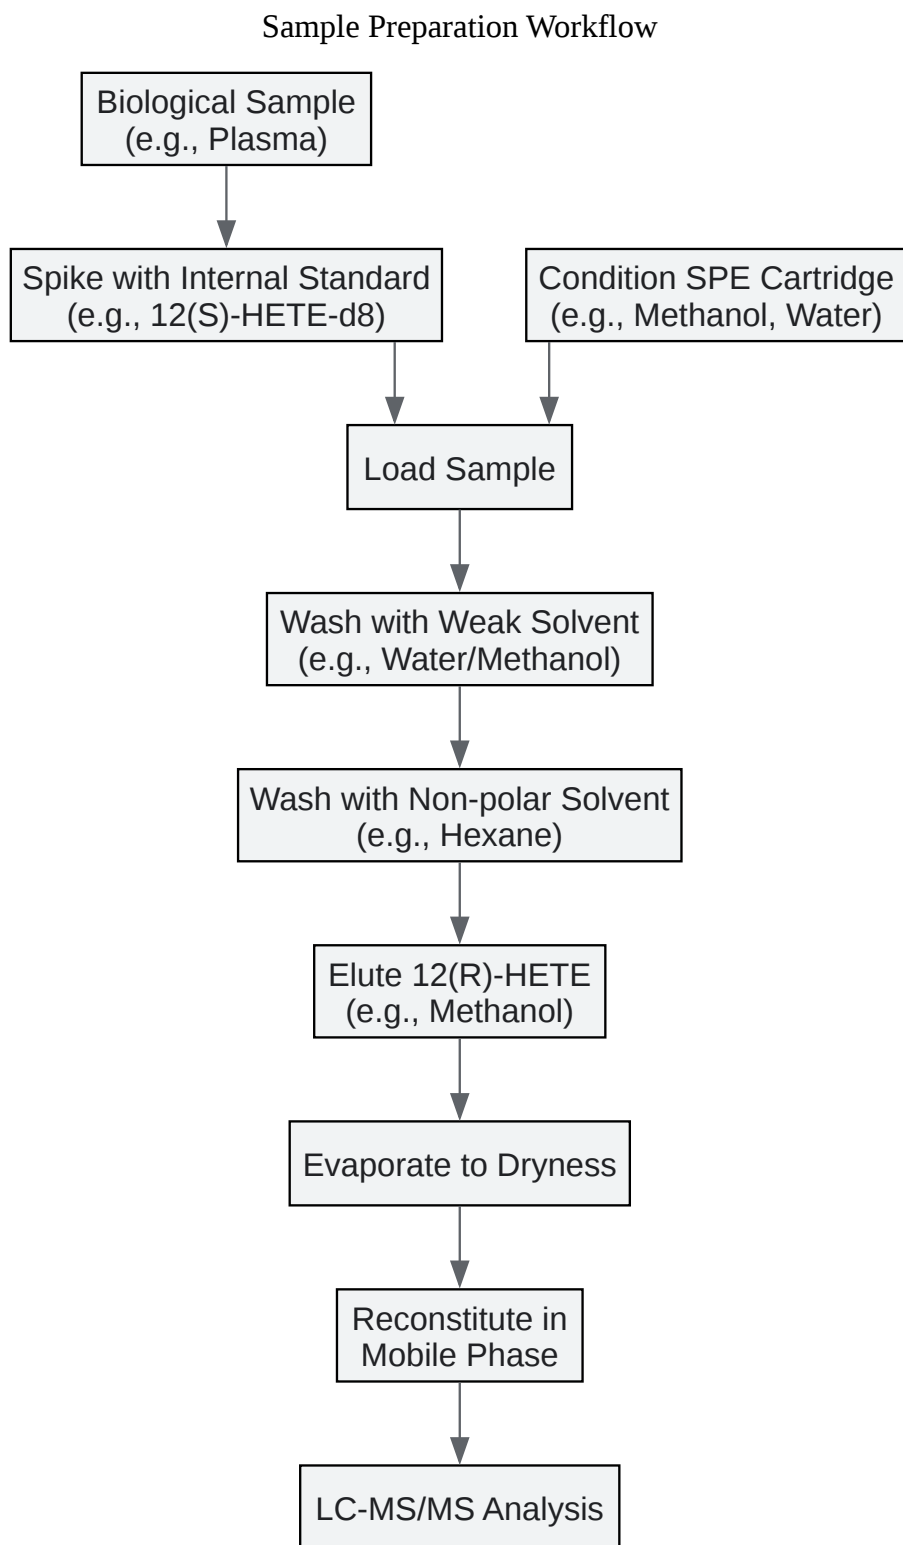 Sample Preparation Workflow
Biological Sample
(e.g., Plasma)
Spike with Internal Standard
(e.g., 12(S)-HETE-d8)
Condition SPE Cartridge
(e.g., Methanol, Water)
Load Sample
Wash with Weak Solvent
(e.g., Water/Methanol)
Wash with Non-polar Solvent
(e.g., Hexane)
Elute 12(R)-HETE
(e.g., Methanol)
Evaporate to Dryness
Reconstitute in
Mobile Phase
LC-MS/MS Analysis